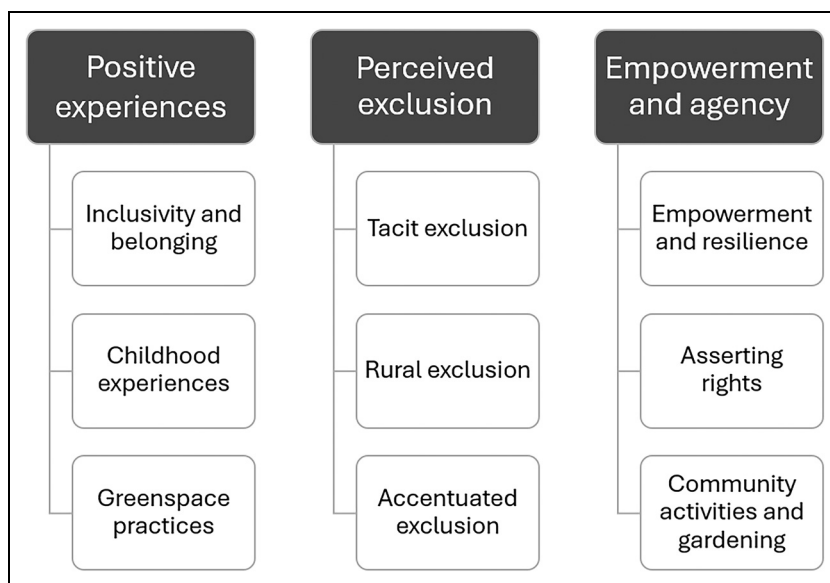 Positive
experiences
Inclusivity and
belonging
Childhood
experiences
Greenspace
practices
Perceived
exclusion
Tacit exclusion
Rural exclusion
Accentuated
exclusion
Empowerment
and agency
Empowerment
and resilience
Asserting
rights
Community
activities and
gardening